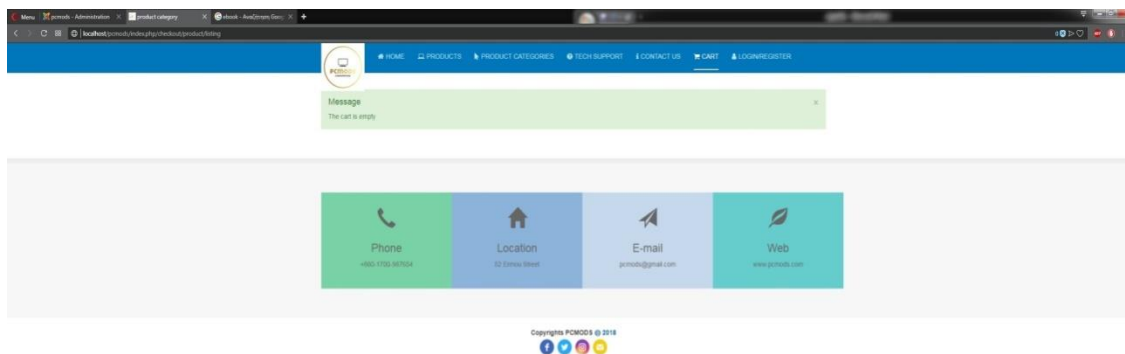 Menu pcmods - Administration product category
localhost/pcmods/index.php/checkout/product/listing
PCMODS
HOME PRODUCTS PRODUCT CATEGORIES TECH SUPPORT CONTACT US CART LOGIN/REGISTER
Message
The cart is empty
Phone Location E-mail Web
Street pcmods@gmail.com www.pcmods.com
Copyrights PCMODS @ 2018